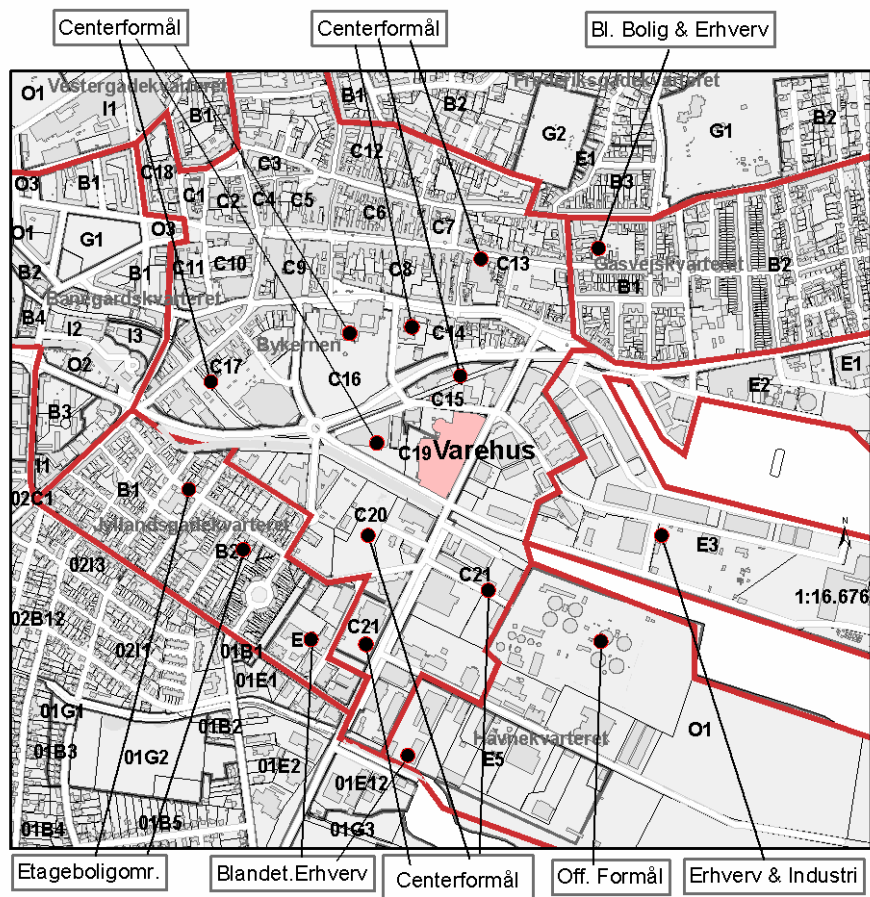 Centerformål
Centerformål
Bl. Bolig & Erhverv
O1
Vestergadekvarteret
I1
B1
B1
B2
Frederiksgadekvarteret
G2
E1
G1
B2
B3
C12
C18
C3
O3
B1
C1
C2
C4
C5
C6
C7
O1
G1
O3
C13
B2
B1
C11
C10
C9
C8
Gasvejskvarteret
B1
B2
Banegårdskvarteret
B4
I2
I3
Bykernen
C14
O2
C17
C16
C15
E2
E1
B3
C19
Varehus
I1
02C1
B1
Jyllandsgadekvarteret
B2
C20
E3
N
02I3
C21
1:16.676
02B12
02I1
01B1
E
C21
01E1
01G1
01B2
O1
01B3
01G2
01E2
Havnekvarteret
E5
01E12
01B4
01B5
01G3
Etageboligomr.
Blandet.Erhverv
Centerformål
Off. Formål
Erhverv & Industri